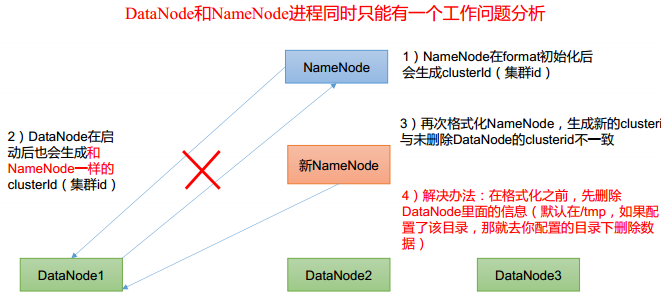 DataNode和NameNode进程同时只能有一个工作问题分析
NameNode
1）NameNode在format初始化后
会生成clusterId（集群id）
2）DataNode在启
动后也会生成和
NameNode一样的
clusterId（集群id）
3）再次格式化NameNode，生成新的clusteri
与未删除DataNode的clusterid不一致
新NameNode
4）解决办法：在格式化之前，先删除
DataNode里面的信息（默认在/tmp，如果配
置了该目录，那就去你配置的目录下删除数
据）
DataNode1
DataNode2
DataNode3